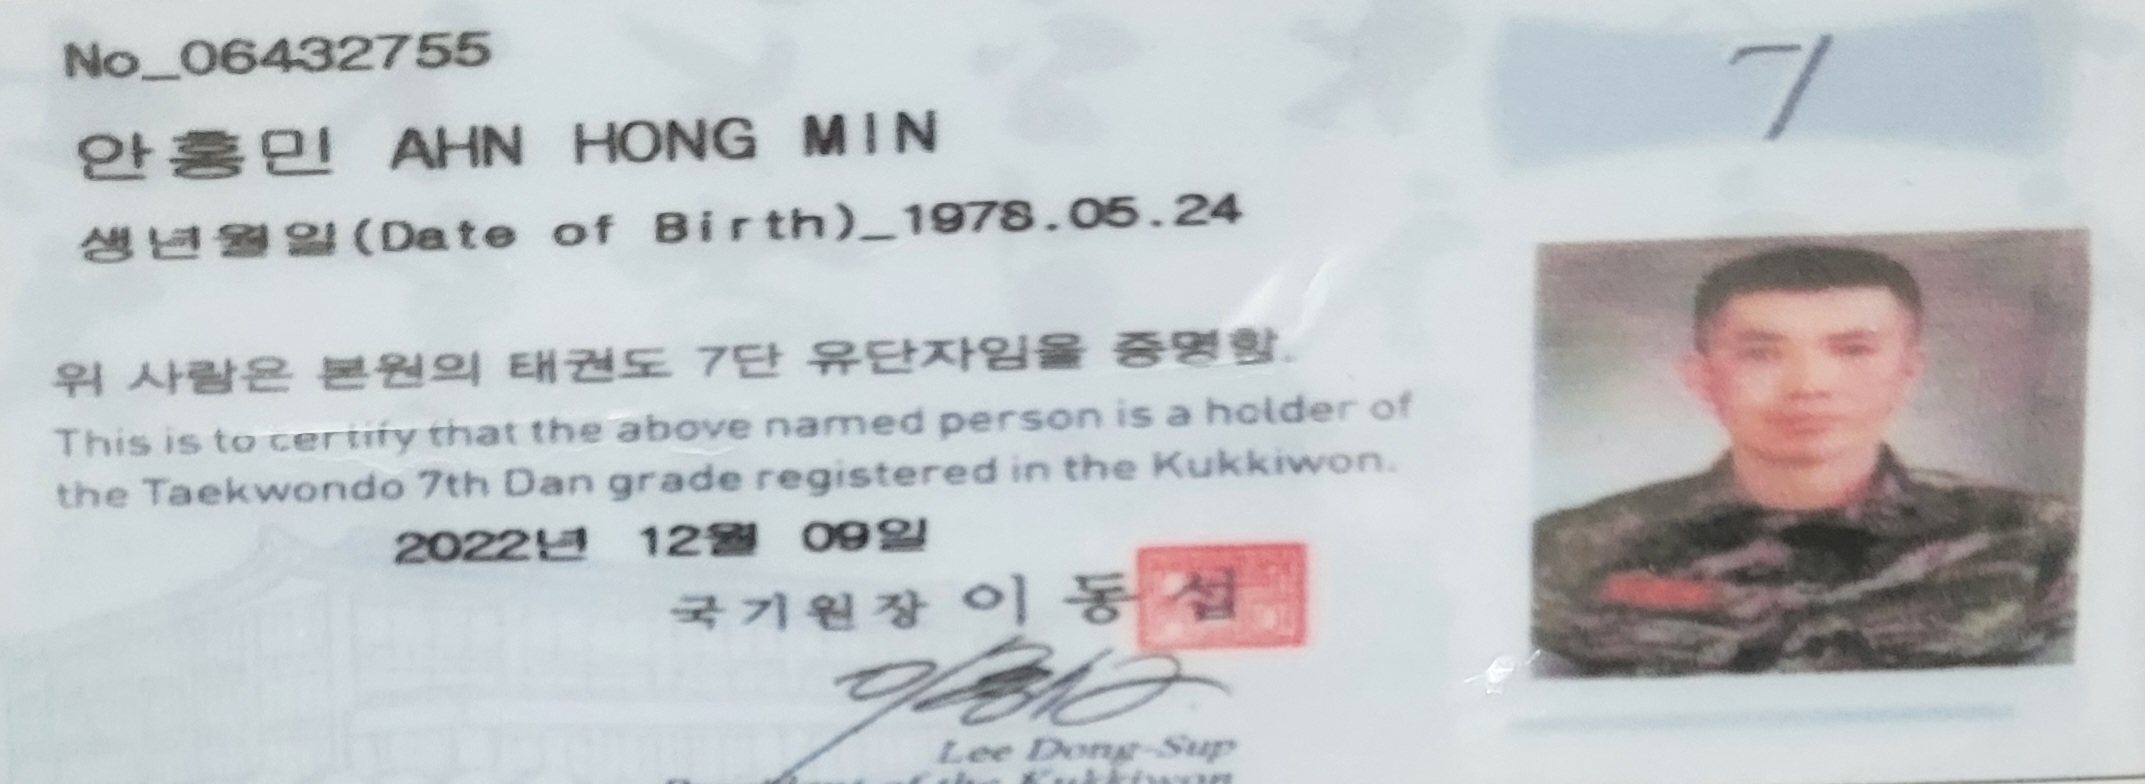 No_06432755
7
안홍민 AHN HONG MIN
생년월일(Date of Birth)_1978.05.24
위 사람은 본원의 태권도 7단 유단자임을 증명함.
This is to certify that the above named person is a holder of
the Taekwondo 7th Dan grade registered in the Kukkiwon.
2022년 12월 09일
국기원장 이동섭
Lee Dong-Sup
of the Kukkiwon